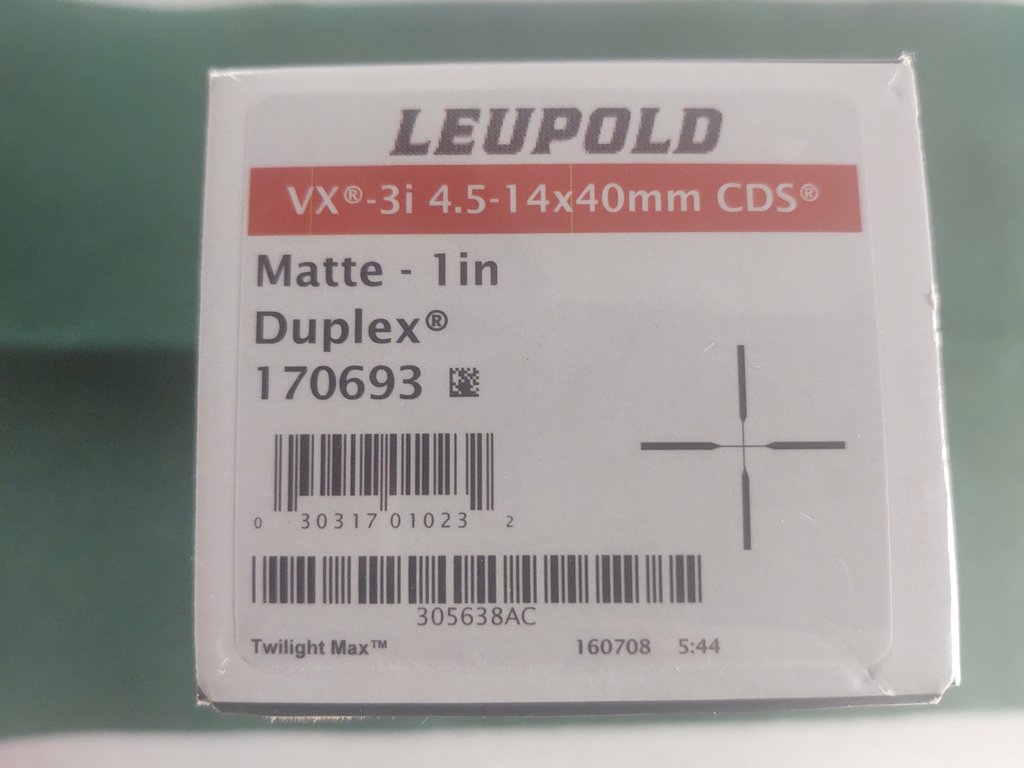 LEUPOLD
VX®-3i 4.5-14x40mm CDS®
Matte - 1in
Duplex®
170693
0 30317 01023 2
305638AC
Twilight Max™ 160708 5:44